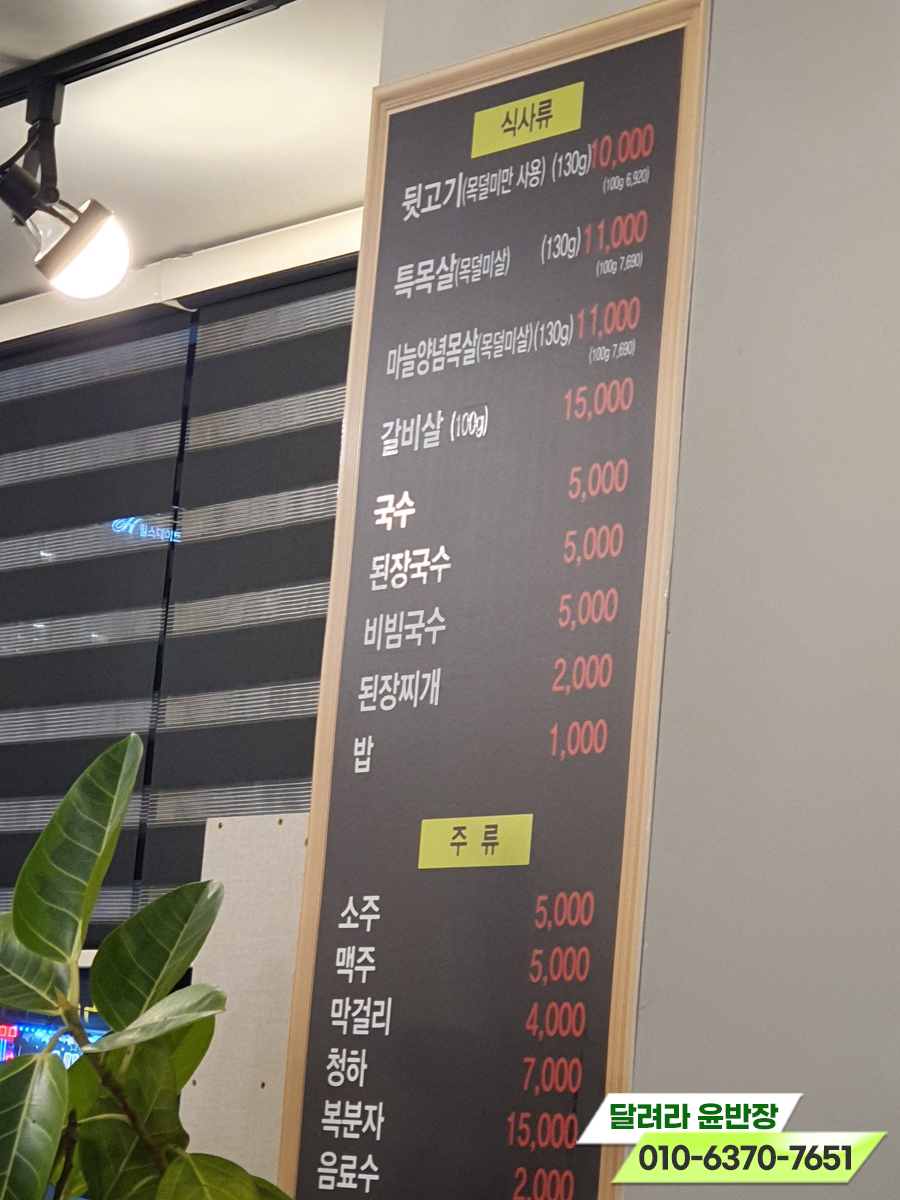 식사류
뒷고기(목덜미만 사용) (130g) 10,000
(100g 6,920)
특목살(목덜미살) (130g) 11,000
(100g 7,690)
마늘양념목살(목덜미살)(130g) 11,000
(100g 7,690)
갈비살 (100g) 15,000
국수 5,000
된장국수 5,000
비빔국수 5,000
된장찌개 2,000
밥 1,000
주 류
소주 5,000
맥주 5,000
막걸리 4,000
청하 7,000
복분자 15,000
음료수 2,000
힐스테이트
달려라 윤반장
010-6370-7651